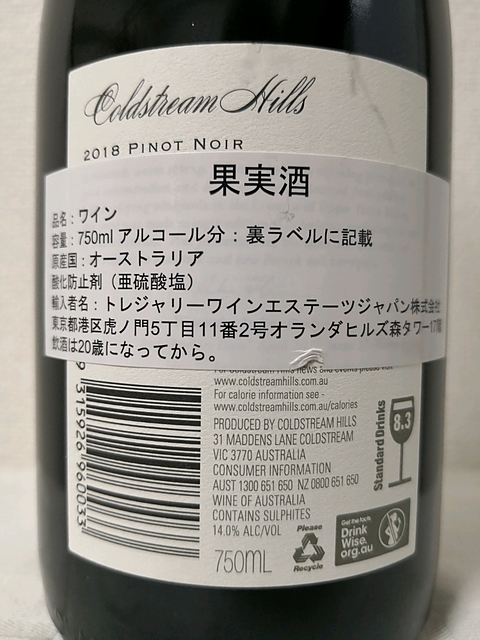 Coldstream Hills
2018 PINOT NOIR
果実酒
品名：ワイン
容量：750ml アルコール分：裏ラベルに記載
原産国：オーストラリア
酸化防止剤（亜硫酸塩）
輸入者名：トレジャリーワインエステーツジャパン株式会社
東京都港区虎ノ門5丁目11番2号オランダヒルズ森タワー17階
飲酒は20歳になってから。
www.coldstreamhills.com.au
For calorie information see -
www.coldstreamhills.com.au/calories
PRODUCED BY COLDSTREAM HILLS
31 MADDENS LANE COLDSTREAM
VIC 3770 AUSTRALIA
CONSUMER INFORMATION
AUST 1300 651 650 NZ 0800 651 650
WINE OF AUSTRALIA
CONTAINS SULPHITES
14.0% ALC/VOL
750ML
9 315926 960033
Standard Drinks
8.3
Please
Recycle
Get the facts
Drink
Wise.
org.au